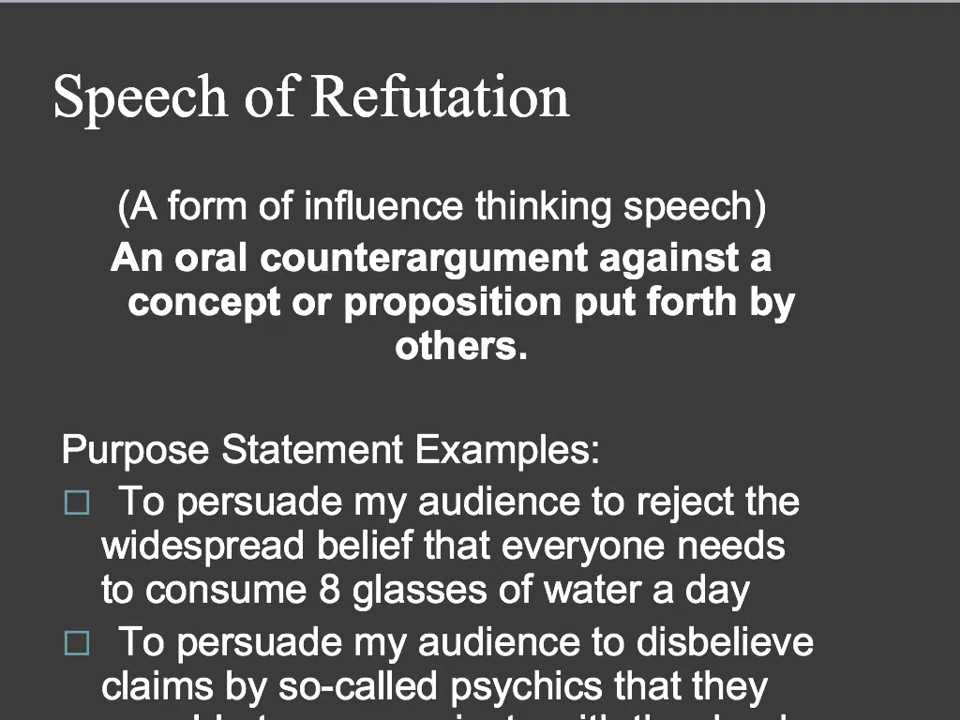 Speech of Refutation
(A form of influence thinking speech)
An oral counterargument against a
concept or proposition put forth by
others.
Purpose Statement Examples:
To persuade my audience to reject the
widespread belief that everyone needs
to consume 8 glasses of water a day
To persuade my audience to disbelieve
claims by so-called psychics that they